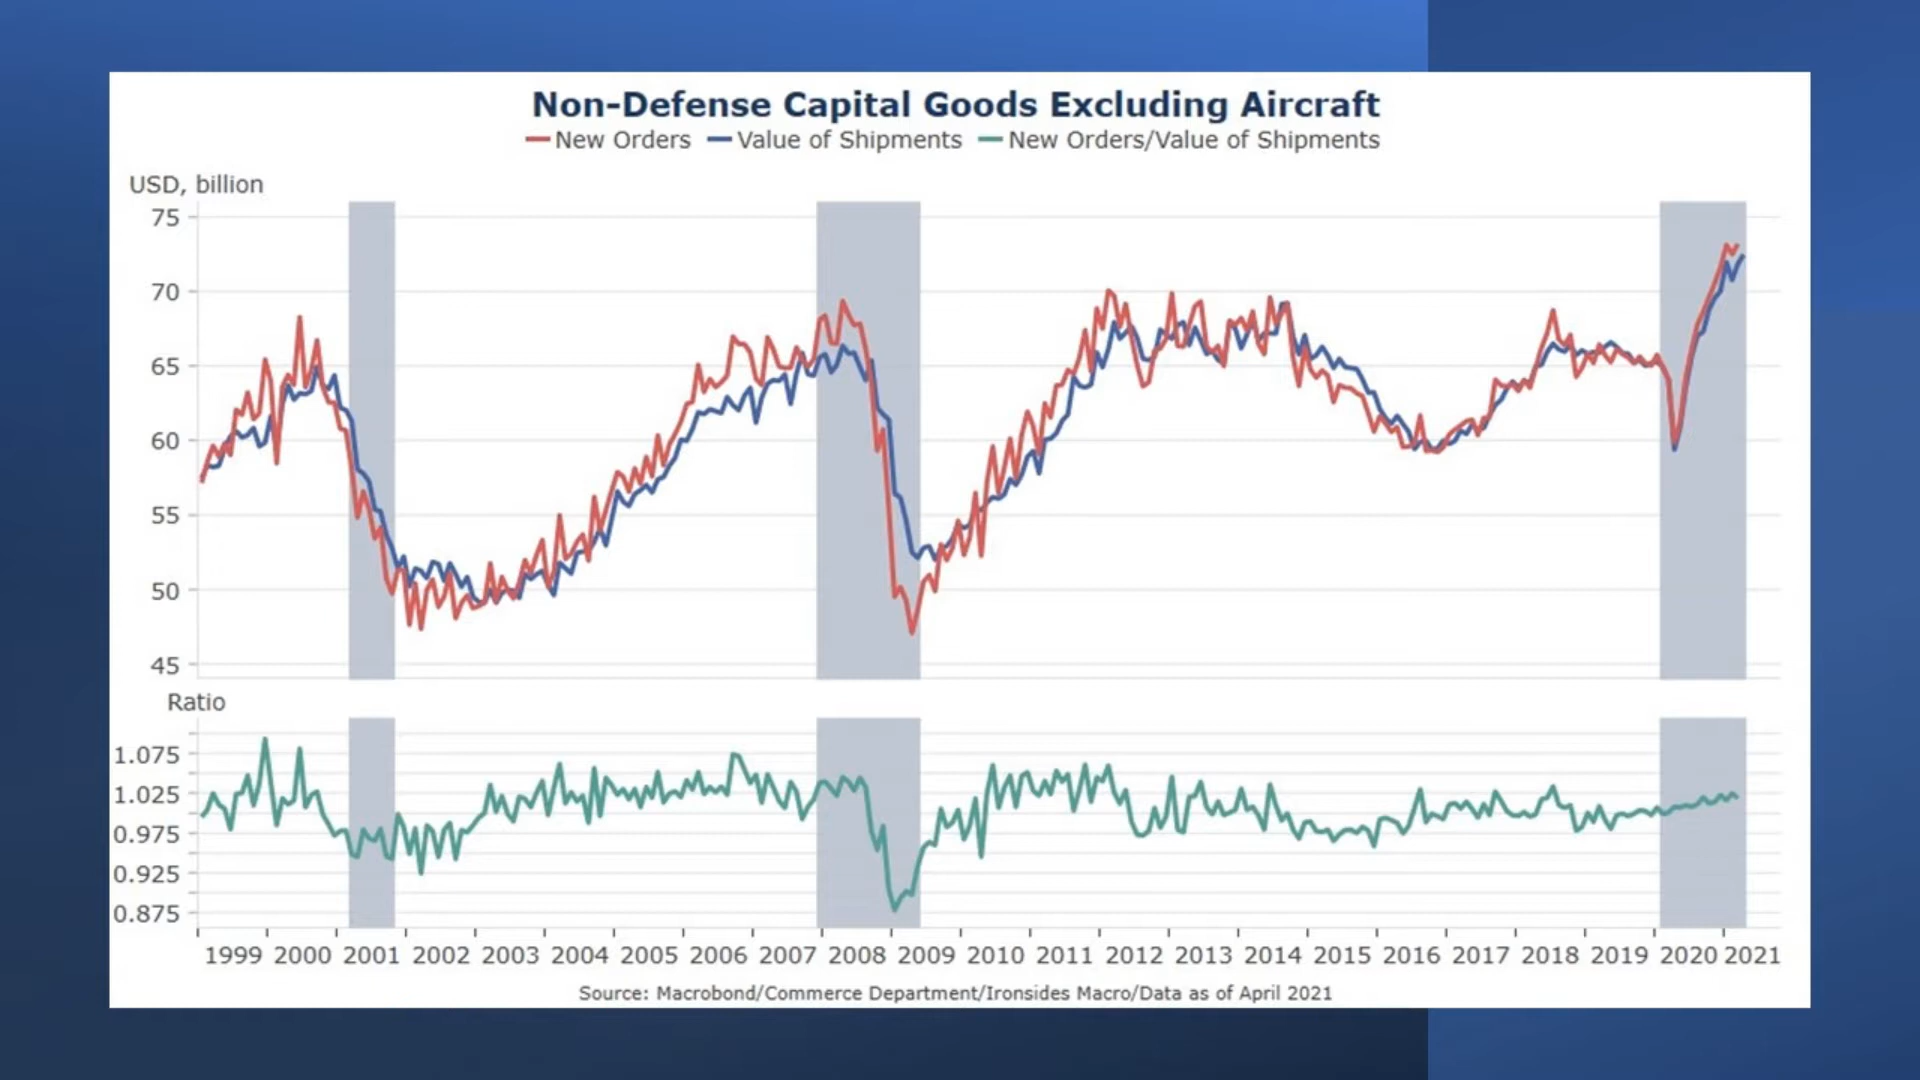 Non-Defense Capital Goods Excluding Aircraft
New Orders Value of Shipments New Orders/Value of Shipments
USD, billion
75
70
65
60
55
50
45
Ratio
1.075
1.025
0.975
0.925
0.875
1999 2000 2001 2002 2003 2004 2005 2006 2007 2008 2009 2010 2011 2012 2013 2014 2015 2016 2017 2018 2019 2020 2021
Source: Macrobond/Commerce Department/Ironsides Macro/Data as of April 2021